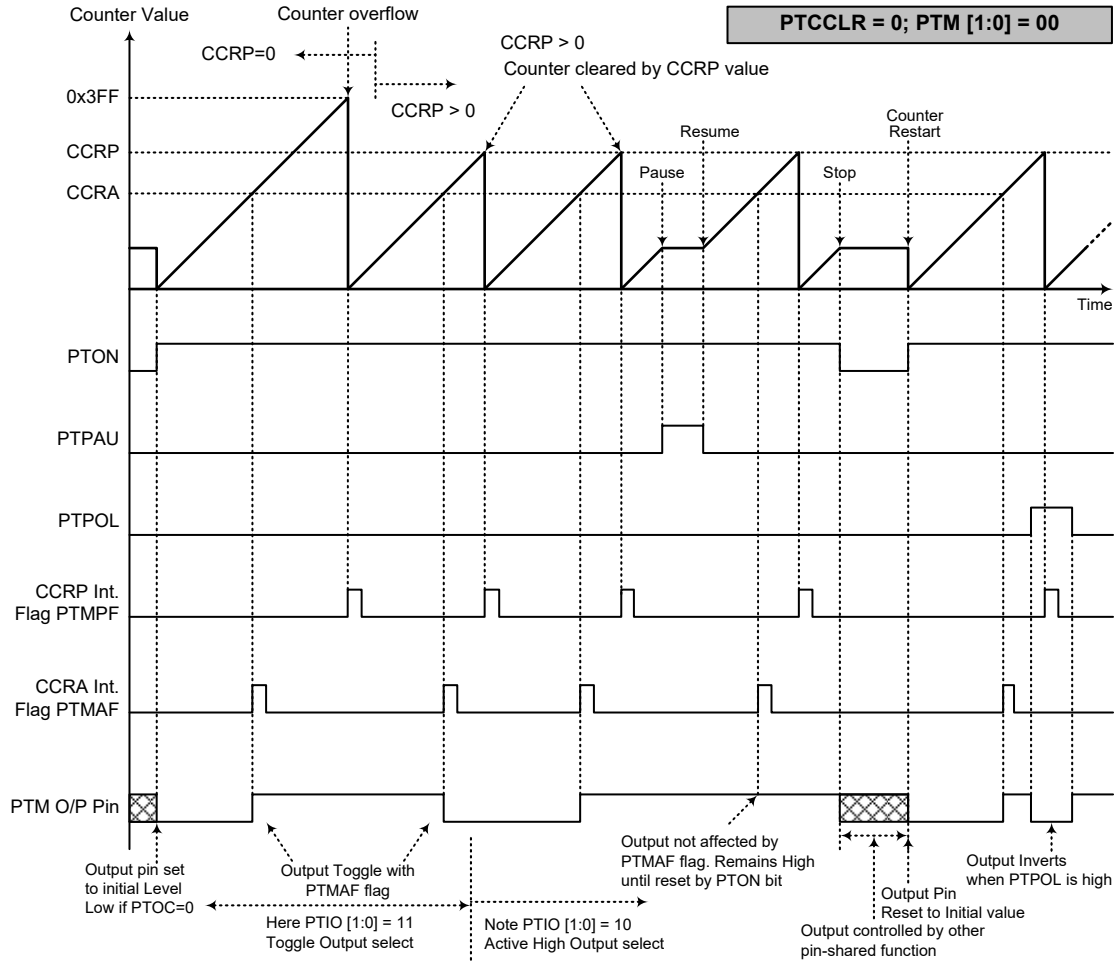 Counter Value
Counter overflow
PTCCLR = 0; PTM [1:0] = 00
CCRP=0
CCRP > 0
CCRP > 0
Counter cleared by CCRP value
0x3FF
CCRP
CCRA
Pause
Resume
Stop
Counter
Restart
Time
PTON
PTPAU
PTPOL
CCRP Int.
Flag PTMPF
CCRA Int.
Flag PTMAF
PTM O/P Pin
Output pin set
to initial Level
Low if PTOC=0
Output Toggle with
PTMAF flag
Here PTIO [1:0] = 11
Toggle Output select
Note PTIO [1:0] = 10
Active High Output select
Output not affected by
PTMAF flag. Remains High
until reset by PTON bit
Output Pin
Reset to Initial value
Output controlled by other
pin-shared function
Output Inverts
when PTPOL is high